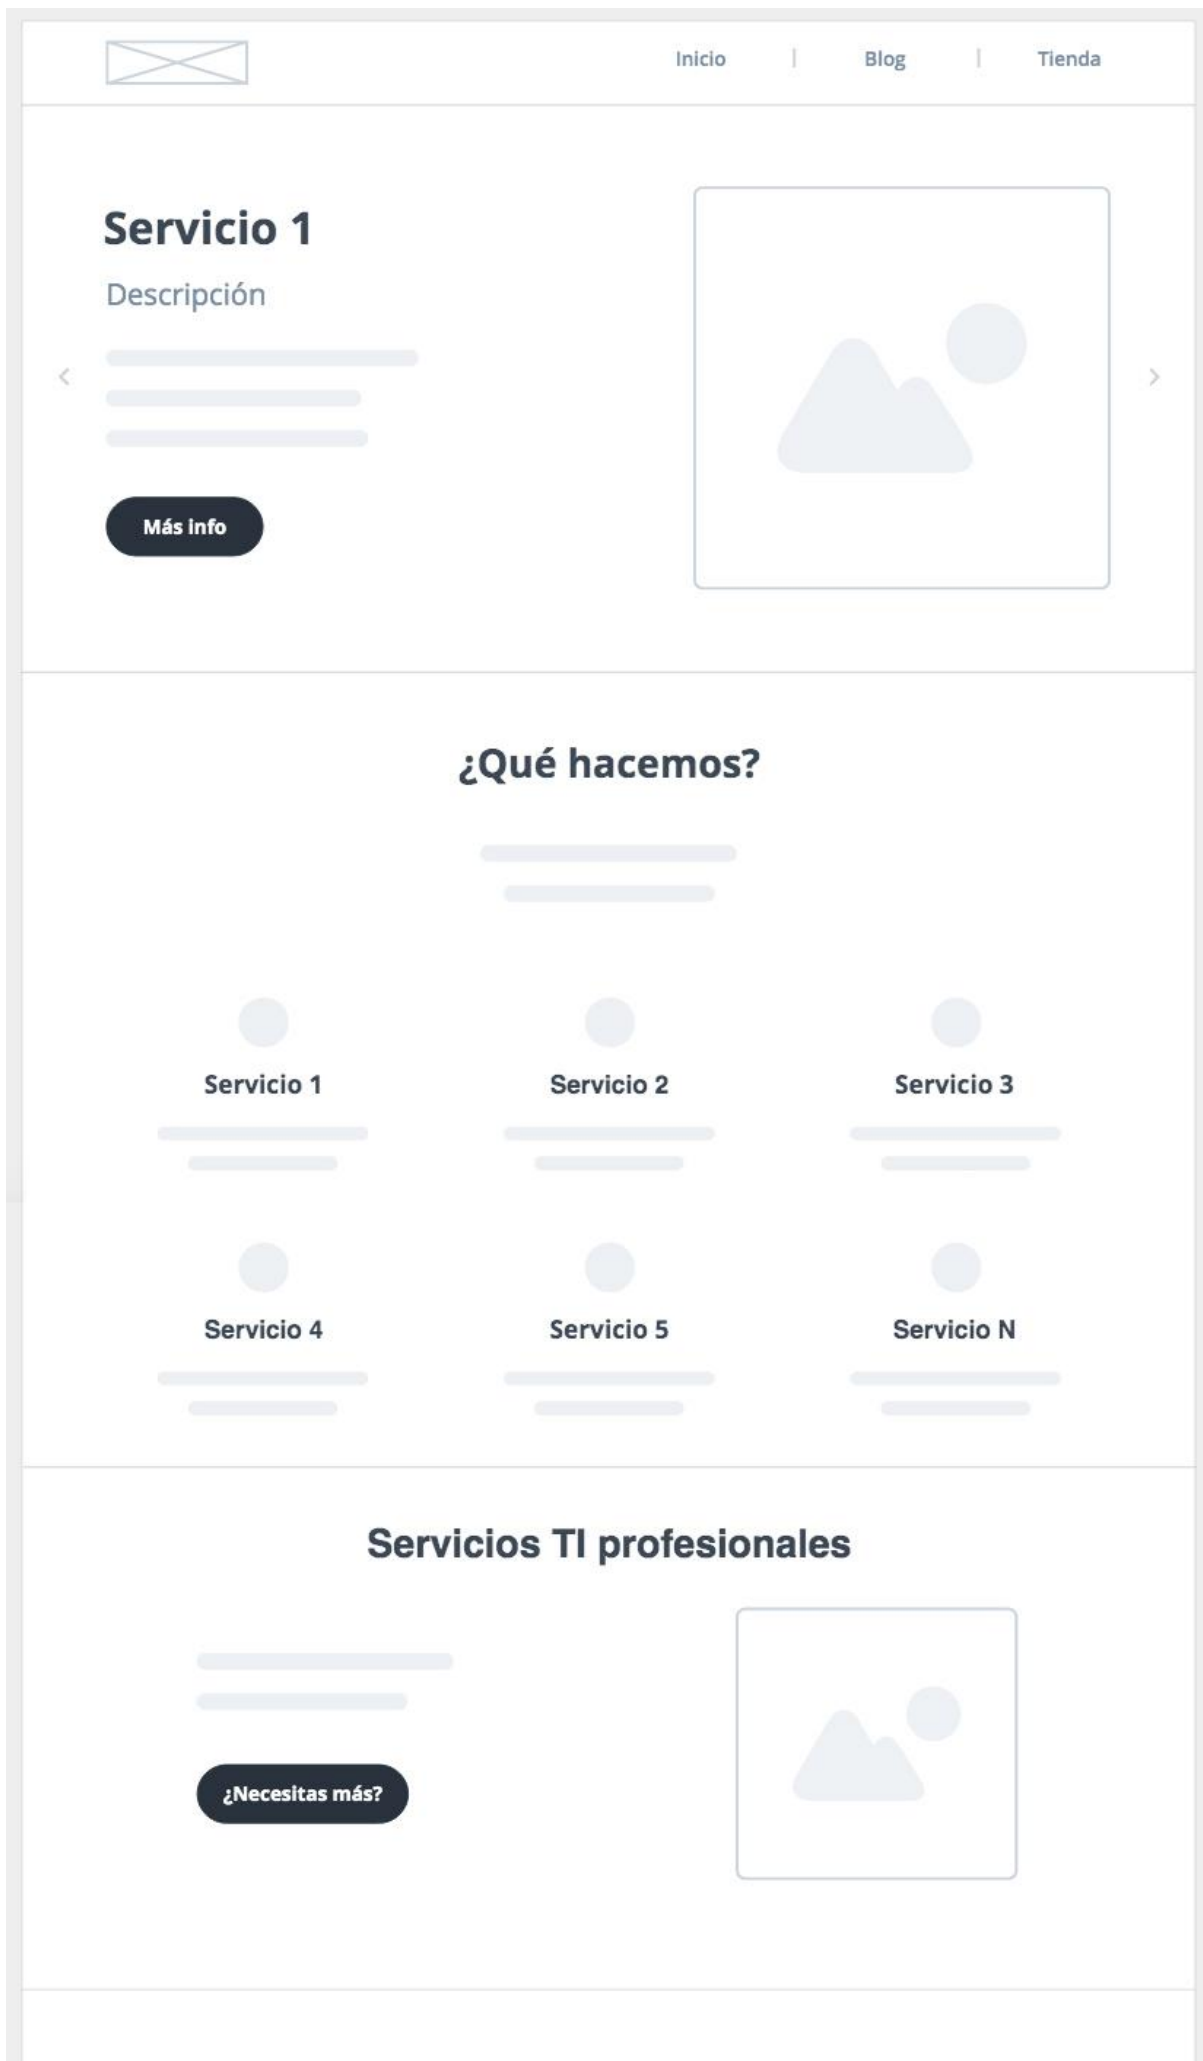 Inicio | Blog | Tienda
Servicio 1
Descripción
Más info
¿Qué hacemos?
Servicio 1 Servicio 2 Servicio 3
Servicio 4 Servicio 5 Servicio N
Servicios TI profesionales
¿Necesitas más?